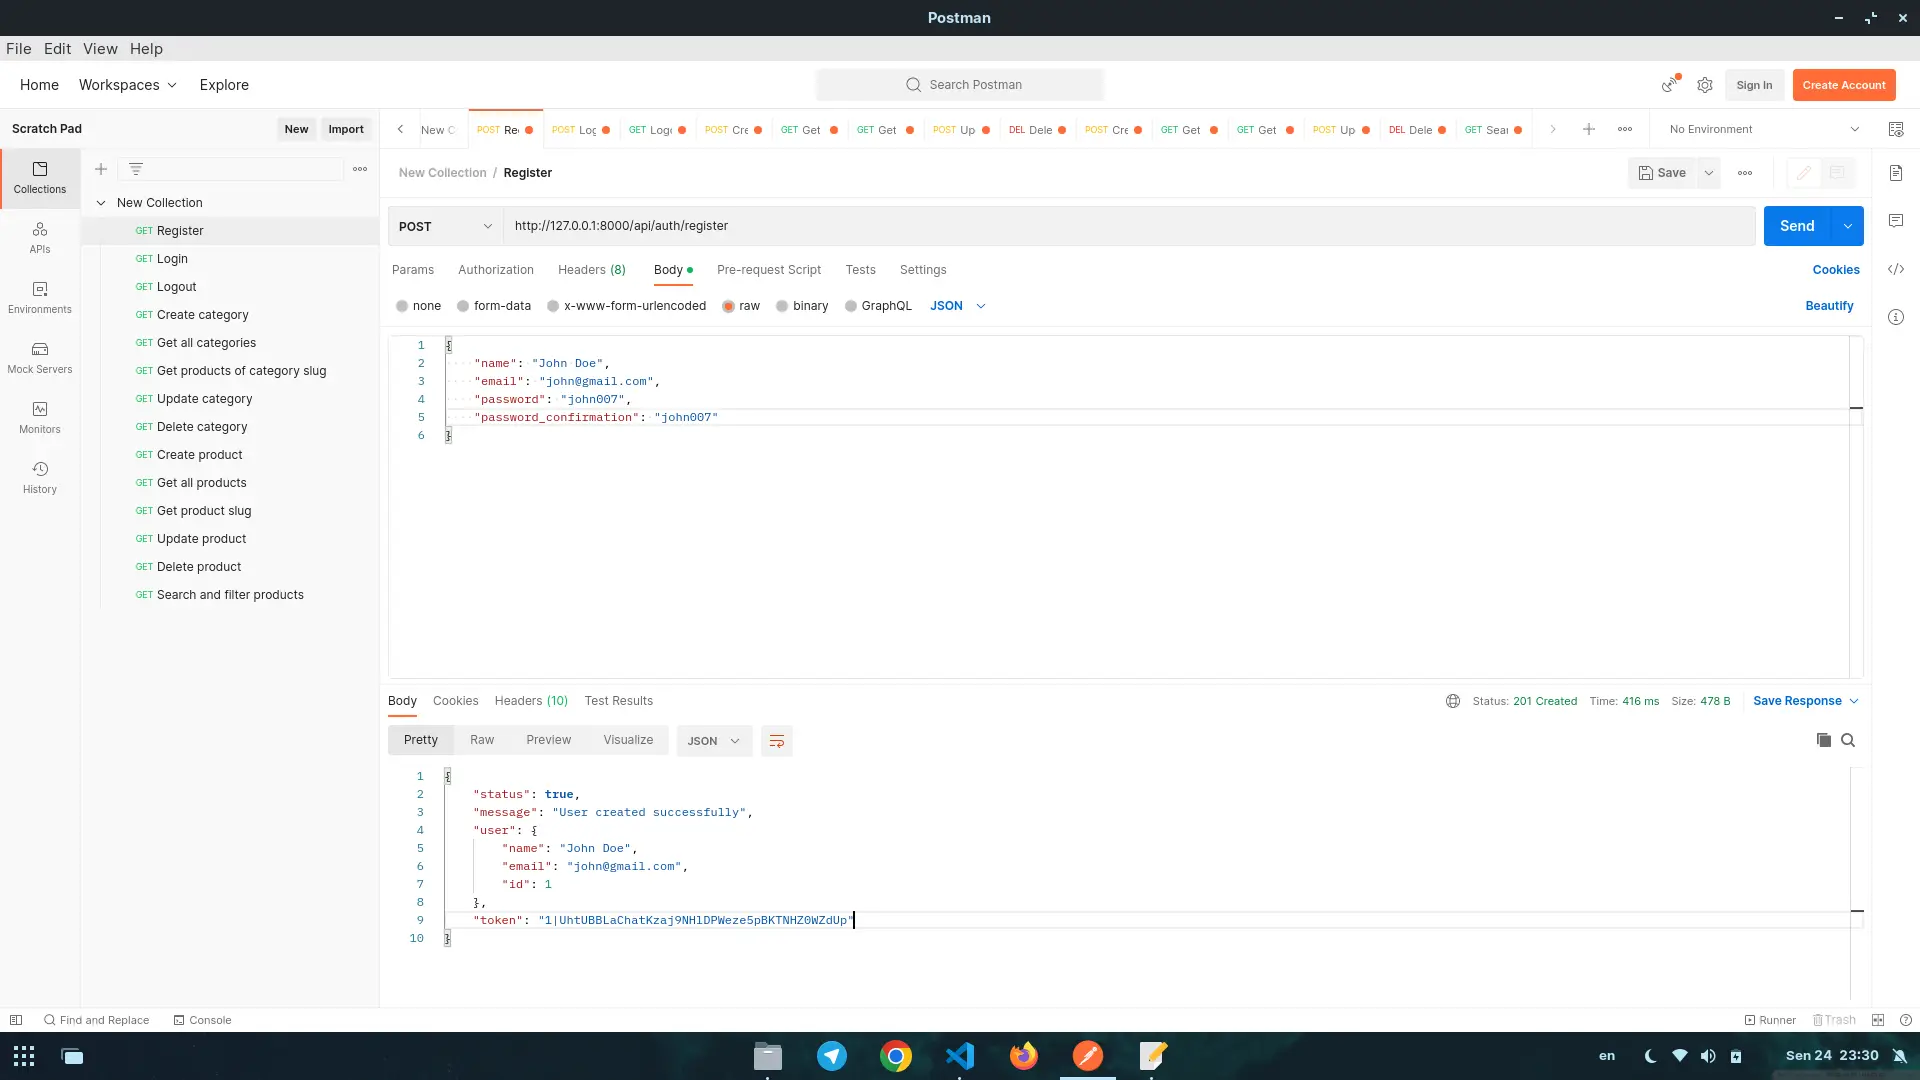 Postman
File Edit View Help
Home Workspaces Explore
Search Postman
Sign In
Create Account
Scratch Pad
New Import
New C
POST Re
POST Log
GET Logo
POST Cre
GET Get
GET Get
POST Up
DEL Dele
POST Cre
GET Get
GET Get
POST Up
DEL Dele
GET Sear
No Environment
Collections
APIs
Environments
Mock Servers
Monitors
History
New Collection
GET Register
GET Login
GET Logout
GET Create category
GET Get all categories
GET Get products of category slug
GET Update category
GET Delete category
GET Create product
GET Get all products
GET Get product slug
GET Update product
GET Delete product
GET Search and filter products
New Collection / Register
Save
POST
http://127.0.0.1:8000/api/auth/register
Send
Params Authorization Headers (8) Body Pre-request Script Tests Settings
Cookies
none form-data x-www-form-urlencoded raw binary GraphQL JSON
Beautify
1 {
2 "name": "John Doe",
3 "email": "john@gmail.com",
4 "password": "john007",
5 "password_confirmation": "john007"
6 }
Body Cookies Headers (10) Test Results
Status: 201 Created Time: 416 ms Size: 478 B
Save Response
Pretty Raw Preview Visualize JSON
1 {
2 "status": true,
3 "message": "User created successfully",
4 "user": {
5 "name": "John Doe",
6 "email": "john@gmail.com",
7 "id": 1
8 },
9 "token": "1|UhtUBBLaChatKzaj9NHlDPWeze5pBKTNHZ0WZdUp"
10 }
Find and Replace
Console
Runner
Trash
en
Sen 24 23:30